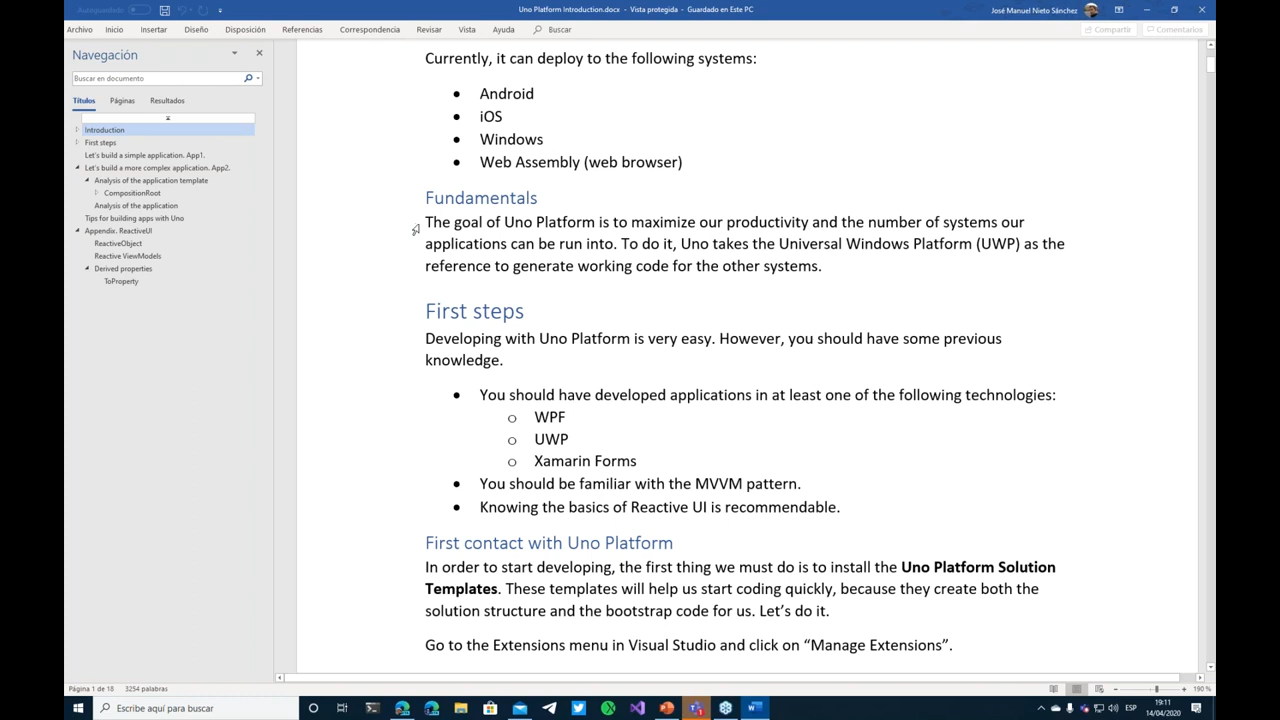 Autoguardado
Uno Platform Introduction.docx - Vista protegida - Guardado en Este PC
José Manuel Nieto Sánchez
Archivo Inicio Insertar Diseño Disposición Referencias Correspondencia Revisar Vista Ayuda Buscar
Compartir Comentarios
Navegación
Buscar en documento
Títulos Páginas Resultados
Introduction
First steps
Let's build a simple application. App1.
Let's build a more complex application. App2.
Analysis of the application template
CompositionRoot
Analysis of the application
Tips for building apps with Uno
Appendix. ReactiveUI
ReactiveObject
Reactive ViewModels
Derived properties
ToProperty
Currently, it can deploy to the following systems:
• Android
• iOS
• Windows
• Web Assembly (web browser)
Fundamentals
The goal of Uno Platform is to maximize our productivity and the number of systems our
applications can be run into. To do it, Uno takes the Universal Windows Platform (UWP) as the
reference to generate working code for the other systems.
First steps
Developing with Uno Platform is very easy. However, you should have some previous
knowledge.
• You should have developed applications in at least one of the following technologies:
o WPF
o UWP
o Xamarin Forms
• You should be familiar with the MVVM pattern.
• Knowing the basics of Reactive UI is recommendable.
First contact with Uno Platform
In order to start developing, the first thing we must do is to install the Uno Platform Solution
Templates. These templates will help us start coding quickly, because they create both the
solution structure and the bootstrap code for us. Let's do it.
Go to the Extensions menu in Visual Studio and click on “Manage Extensions”.
Página 1 de 18 3254 palabras
190 %
Escribe aquí para buscar
ESP
19:11
14/04/2020